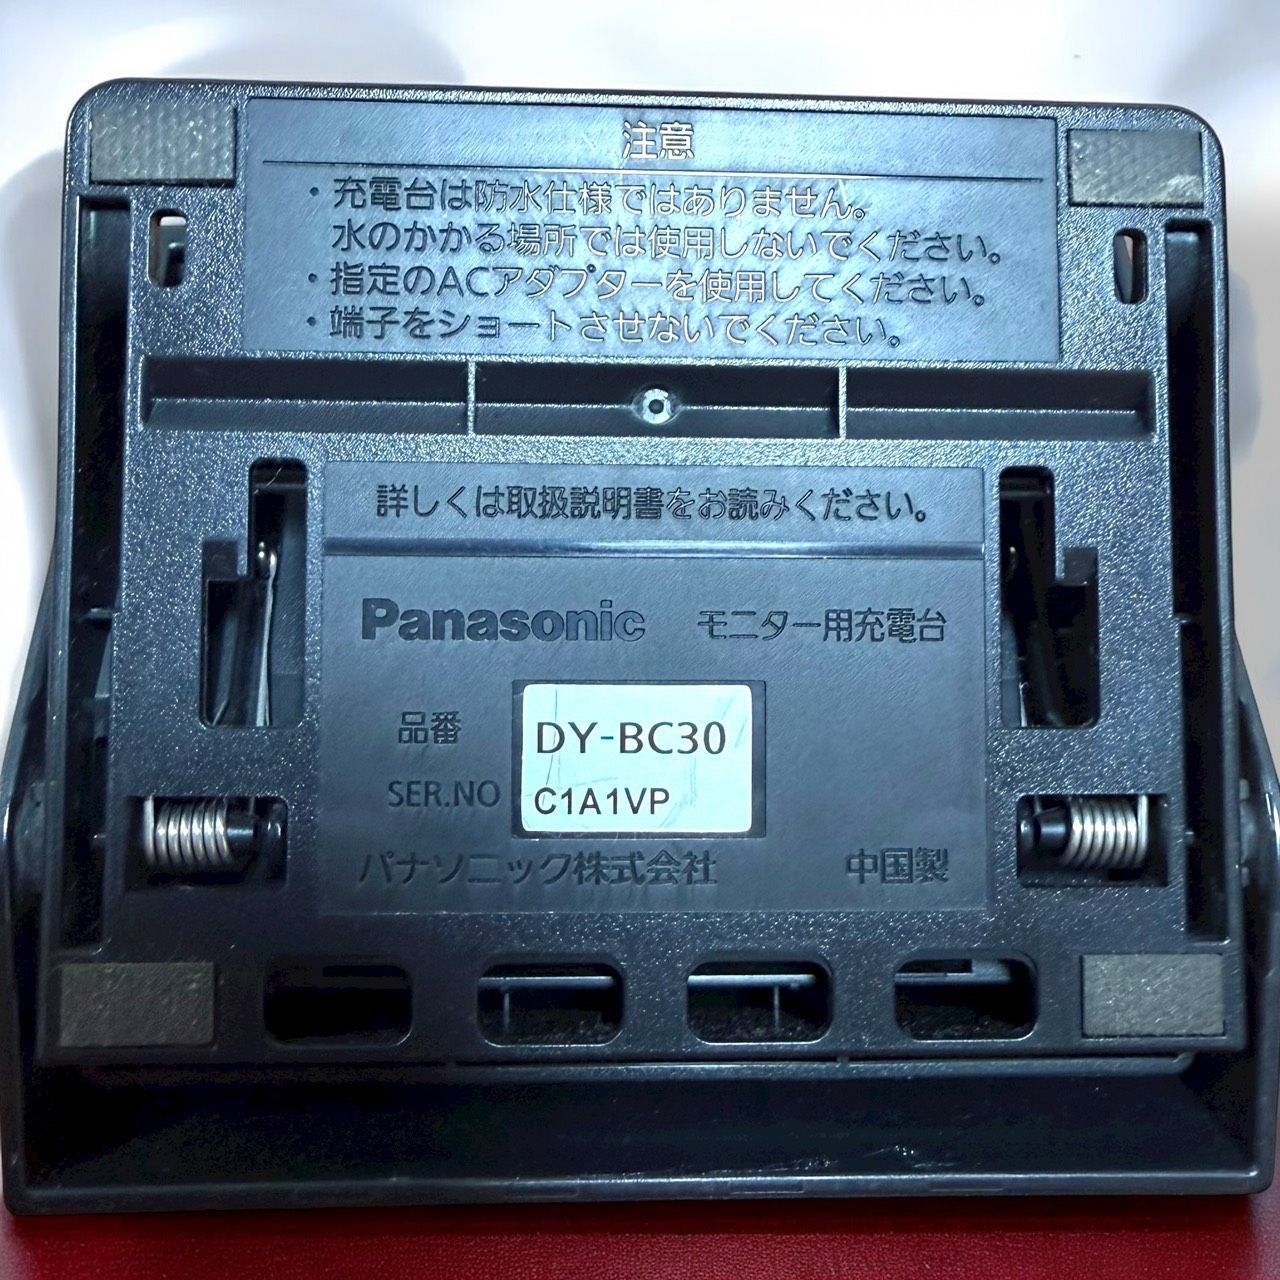 注意
・充電台は防水仕様ではありません。
水のかかる場所では使用しないでください。
・指定のACアダプターを使用してください。
・端子をショートさせないでください。
詳しくは取扱説明書をお読みください。
Panasonic モニター用充電台
品番 DY-BC30
SER.NO C1A1VP
パナソニック株式会社 中国製